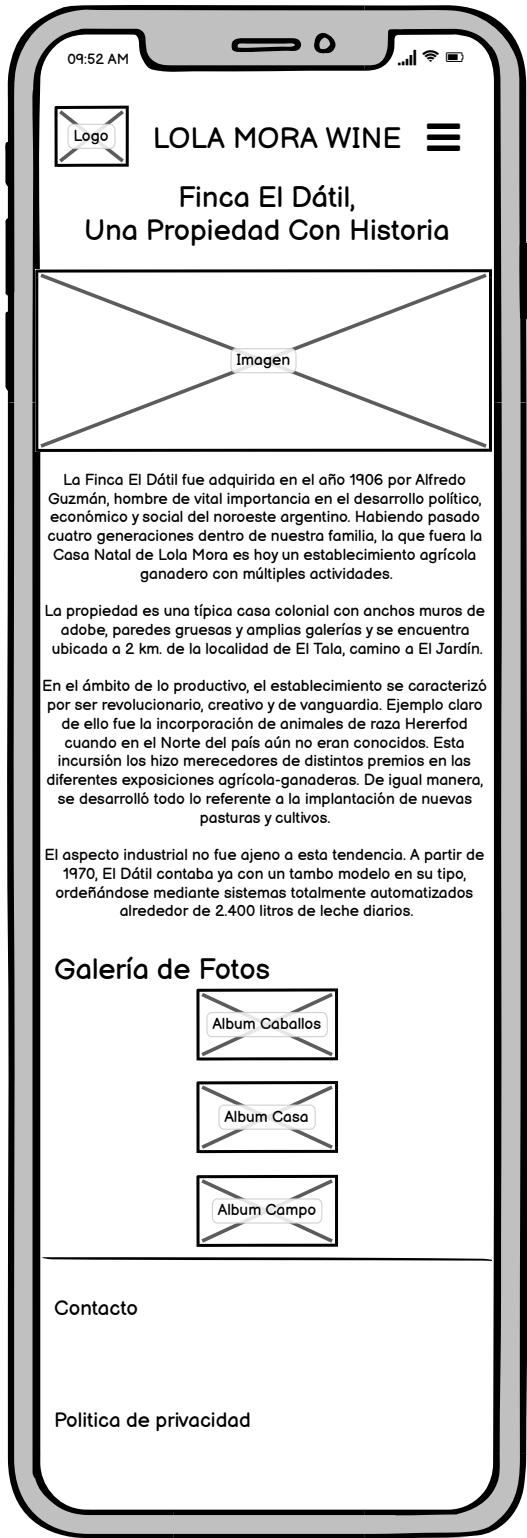 09:52 AM
Logo
LOLA MORA WINE
Finca El Dátil,
Una Propiedad Con Historia
Imagen
La Finca El Dátil fue adquirida en el año 1906 por Alfredo
Guzmán, hombre de vital importancia en el desarrollo político,
económico y social del noroeste argentino. Habiendo pasado
cuatro generaciones dentro de nuestra familia, la que fuera la
Casa Natal de Lola Mora es hoy un establecimiento agrícola
ganadero con múltiples actividades.
La propiedad es una típica casa colonial con anchos muros de
adobe, paredes gruesas y amplias galerías y se encuentra
ubicada a 2 km. de la localidad de El Tala, camino a El Jardín.
En el ámbito de lo productivo, el establecimiento se caracterizó
por ser revolucionario, creativo y de vanguardia. Ejemplo claro
de ello fue la incorporación de animales de raza Hererfod
cuando en el Norte del país aún no eran conocidos. Esta
incursión los hizo merecedores de distintos premios en las
diferentes exposiciones agrícola-ganaderas. De igual manera,
se desarrolló todo lo referente a la implantación de nuevas
pasturas y cultivos.
El aspecto industrial no fue ajeno a esta tendencia. A partir de
1970, El Dátil contaba ya con un tambo modelo en su tipo,
ordeñándose mediante sistemas totalmente automatizados
alrededor de 2.400 litros de leche diarios.
Galería de Fotos
Album Caballos
Album Casa
Album Campo
Contacto
Politica de privacidad